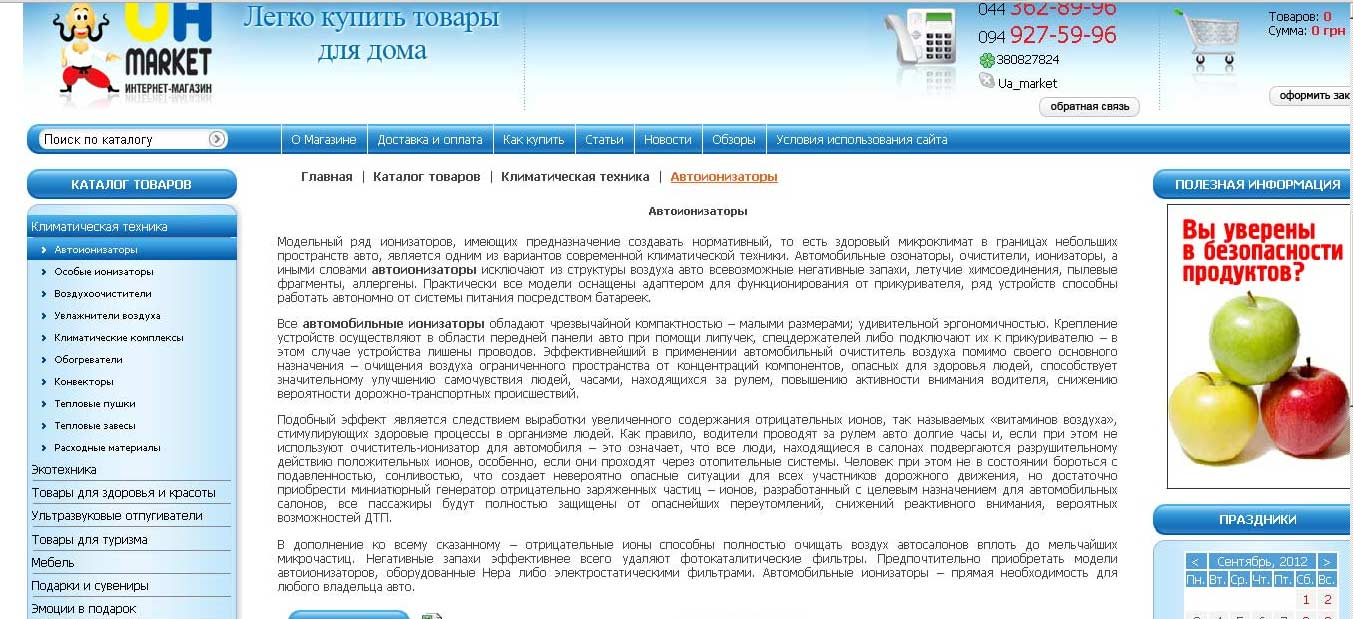 UA
MARKET
ИНТЕРНЕТ-МАГАЗИН
Легко купить товары
для дома
044 362-89-96
094 927-59-96
380827824
Ua_market
обратная связь
Товаров: 0
Сумма: 0 грн
оформить зак
Поиск по каталогу
О Магазине
Доставка и оплата
Как купить
Статьи
Новости
Обзоры
Условия использования сайта
КАТАЛОГ ТОВАРОВ
Климатическая техника
Автоионизаторы
Особые ионизаторы
Воздухоочистители
Увлажнители воздуха
Климатические комплексы
Обогреватели
Конвекторы
Тепловые пушки
Тепловые завесы
Расходные материалы
Экотехника
Товары для здоровья и красоты
Ультразвуковые отпугиватели
Товары для туризма
Мебель
Подарки и сувениры
Эмоции в подарок
Главная | Каталог товаров | Климатическая техника | Автоионизаторы
Автоионизаторы
Модельный ряд ионизаторов, имеющих предназначение создавать нормативный, то есть здоровый микроклимат в границах небольших
пространств авто, является одним из вариантов современной климатической техники. Автомобильные озонаторы, очистители, ионизаторы, а
иными словами автоионизаторы исключают из структуры воздуха авто всевозможные негативные запахи, летучие химсоединения, пылевые
фрагменты, аллергены. Практически все модели оснащены адаптером для функционирования от прикуривателя, ряд устройств способны
работать автономно от системы питания посредством батареек.
Все автомобильные ионизаторы обладают чрезвычайной компактностью – малыми размерами; удивительной эргономичностью. Крепление
устройств осуществляют в области передней панели авто при помощи липучек, спецдержателей либо подключают их к прикуривателю – в
этом случае устройства лишены проводов. Эффективнейший в применении автомобильный очиститель воздуха помимо своего основного
назначения – очищения воздуха ограниченного пространства от концентраций компонентов, опасных для здоровья людей, способствует
значительному улучшению самочувствия людей, часами, находящихся за рулем, повышению активности внимания водителя, снижению
вероятности дорожно-транспортных происшествий.
Подобный эффект является следствием выработки увеличенного содержания отрицательных ионов, так называемых «витаминов воздуха»,
стимулирующих здоровые процессы в организме людей. Как правило, водители проводят за рулем авто долгие часы и, если при этом не
используют очиститель-ионизатор для автомобиля – это означает, что все люди, находящиеся в салонах подвергаются разрушительному
действию положительных ионов, особенно, если они проходят через отопительные системы. Человек при этом не в состоянии бороться с
подавленностью, сонливостью, что создает невероятно опасные ситуации для всех участников дорожного движения, но достаточно
приобрести миниатюрный генератор отрицательно заряженных частиц – ионов, разработанный с целевым назначением для автомобильных
салонов, все пассажиры будут полностью защищены от опаснейших переутомлений, снижений реактивного внимания, вероятных
возможностей ДТП.
В дополнение ко всему сказанному – отрицательные ионы способны полностью очищать воздух автосалонов вплоть до мельчайших
микрочастиц. Негативные запахи эффективнее всего удаляют фотокаталитические фильтры. Предпочтительно приобретать модели
автоионизаторов, оборудованные Hepa либо электростатическими фильтрами. Автомобильные ионизаторы – прямая необходимость для
любого владельца авто.
ПОЛЕЗНАЯ ИНФОРМАЦИЯ
Вы уверены
в безопасности
продуктов?
ПРАЗДНИКИ
< Сентябрь, 2012 >
Пн. Вт. Ср. Чт. Пт. Сб. Вс.
1 2